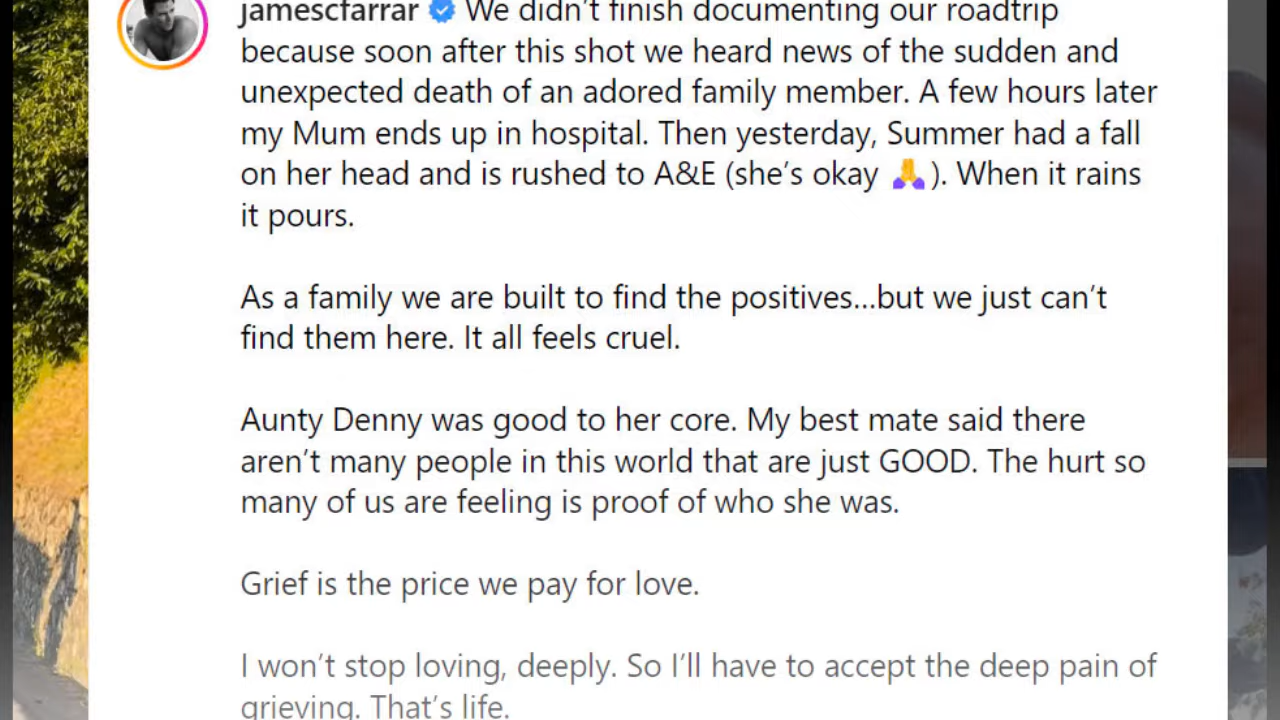 jamescfarrar We didn't finish documenting our roadtrip
because soon after this shot we heard news of the sudden and
unexpected death of an adored family member. A few hours later
my Mum ends up in hospital. Then yesterday, Summer had a fall
on her head and is rushed to A&E (she's okay 🙏). When it rains
it pours.
As a family we are built to find the positives...but we just can't
find them here. It all feels cruel.
Aunty Denny was good to her core. My best mate said there
aren't many people in this world that are just GOOD. The hurt so
many of us are feeling is proof of who she was.
Grief is the price we pay for love.
I won't stop loving, deeply. So I'll have to accept the deep pain of
grieving. That's life.